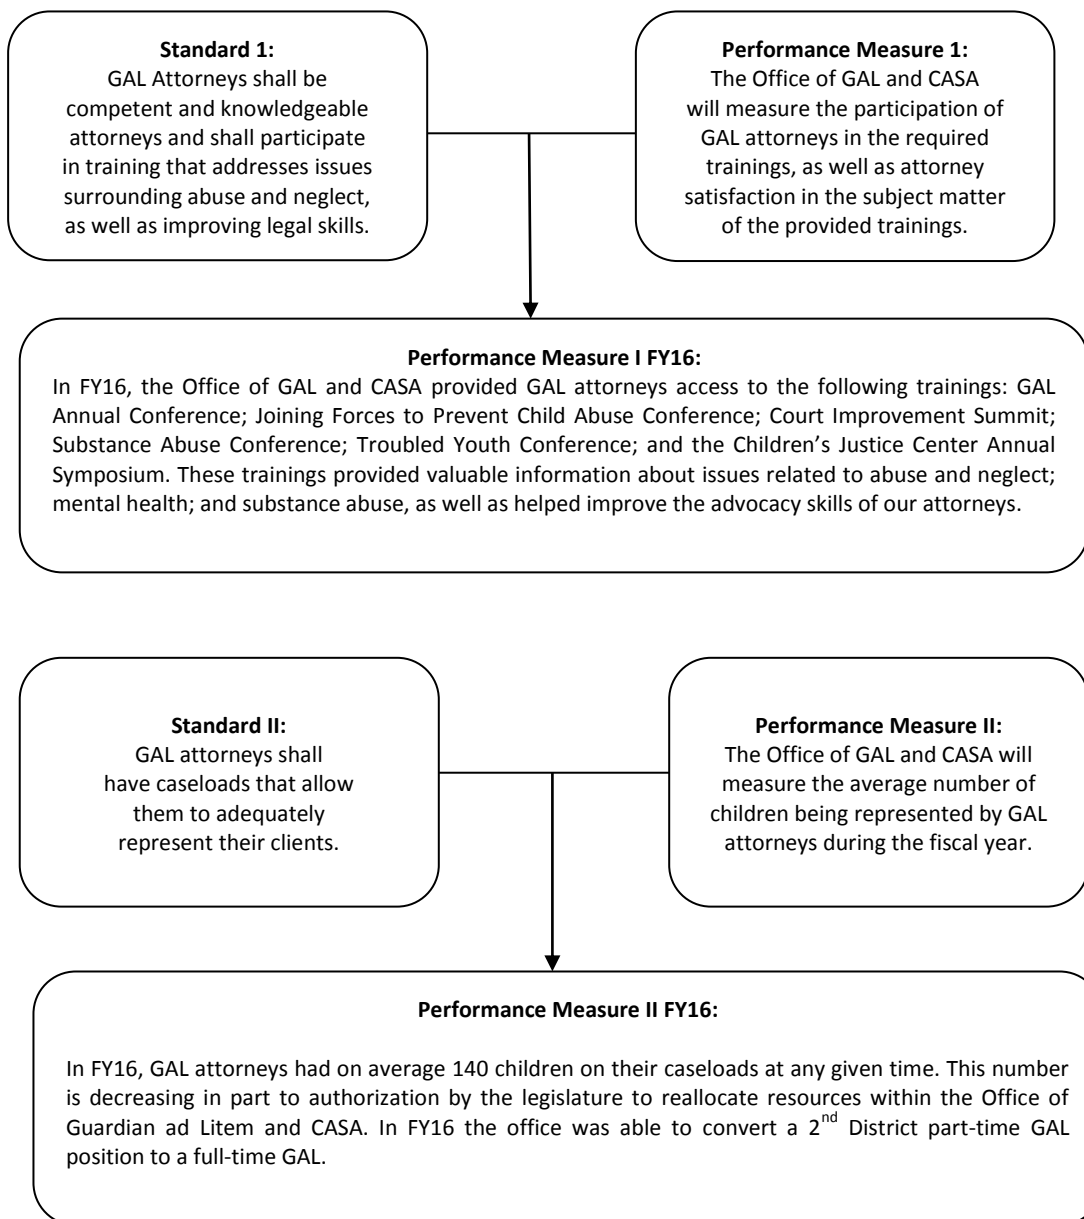 Standard 1:
GAL Attorneys shall be
competent and knowledgeable
attorneys and shall participate
in training that addresses issues
surrounding abuse and neglect,
as well as improving legal skills.
Performance Measure 1:
The Office of GAL and CASA
will measure the participation of
GAL attorneys in the required
trainings, as well as attorney
satisfaction in the subject matter
of the provided trainings.
Performance Measure I FY16:
In FY16, the Office of GAL and CASA provided GAL attorneys access to the following trainings: GAL
Annual Conference; Joining Forces to Prevent Child Abuse Conference; Court Improvement Summit;
Substance Abuse Conference; Troubled Youth Conference; and the Children’s Justice Center Annual
Symposium. These trainings provided valuable information about issues related to abuse and neglect;
mental health; and substance abuse, as well as helped improve the advocacy skills of our attorneys.
Standard II:
GAL attorneys shall
have caseloads that allow
them to adequately
represent their clients.
Performance Measure II:
The Office of GAL and CASA will
measure the average number of
children being represented by GAL
attorneys during the fiscal year.
Performance Measure II FY16:
In FY16, GAL attorneys had on average 140 children on their caseloads at any given time. This number
is decreasing in part to authorization by the legislature to reallocate resources within the Office of
Guardian ad Litem and CASA. In FY16 the office was able to convert a 2nd District part-time GAL
position to a full-time GAL.